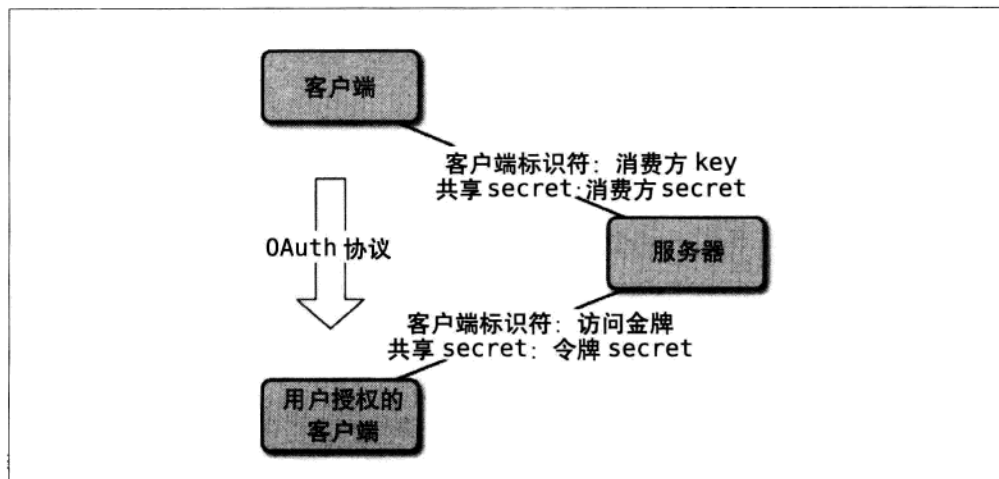 客户端
客户端标识符：消费方 key
共享 secret:消费方 secret
OAuth 协议
服务器
客户端标识符：访问金牌
共享 secret：令牌 secret
用户授权的
客户端